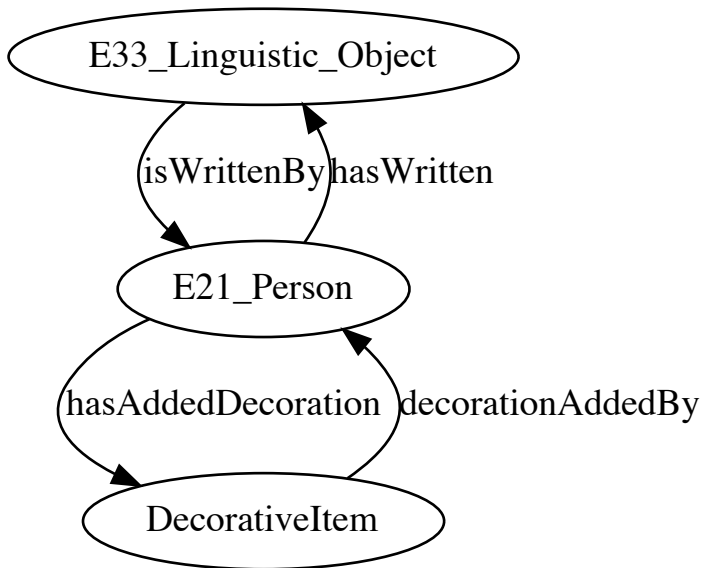 E33_Linguistic_Object
isWrittenBy
hasWritten
E21_Person
hasAddedDecoration
decorationAddedBy
DecorativeItem